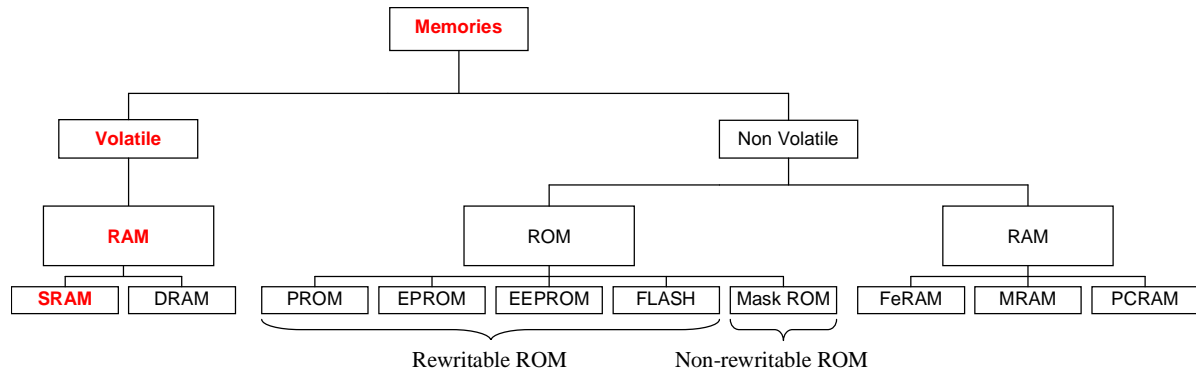 Memories
Volatile
Non Volatile
RAM
ROM
RAM
SRAM
DRAM
PROM
EPROM
EEPROM
FLASH
Mask ROM
FeRAM
MRAM
PCRAM
Rewritable ROM
Non-rewritable ROM